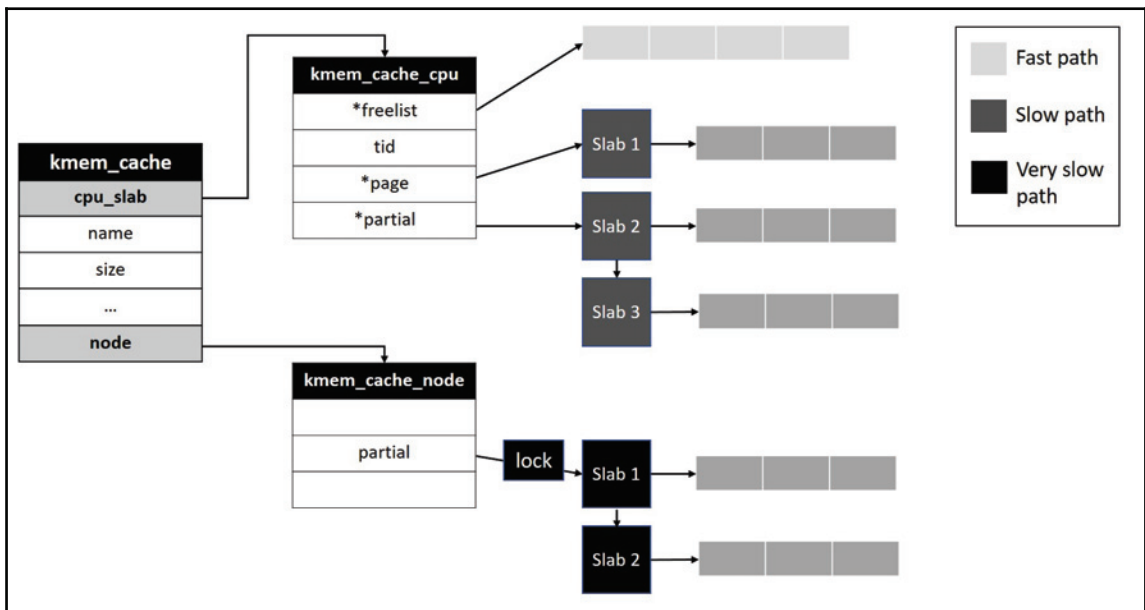 kmem_cache
cpu_slab
name
size
...
node
kmem_cache_cpu
*freelist
tid
*page
*partial
Slab 1
Slab 2
Slab 3
kmem_cache_node
partial
lock
Slab 1
Slab 2
Fast path
Slow path
Very slow
path